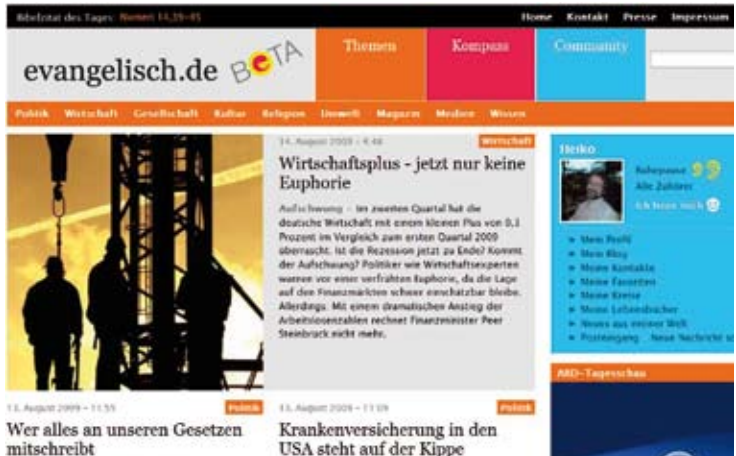 Bibelzitat des Tages: Numeri 14,39-45
Home Kontakt Presse Impressum
evangelisch.de BeTA
Themen Kompass Community
Politik Wirtschaft Gesellschaft Kultur Religion Umwelt Magazin Medien Wissen
14. August 2009 - 4:48 Wirtschaft
Wirtschaftsplus - jetzt nur keine
Euphorie
Aufschwung - Im zweiten Quartal hat die
deutsche Wirtschaft mit einem kleinen Plus von 0,3
Prozent im Vergleich zum ersten Quartal 2009
überrascht. Ist die Rezession jetzt zu Ende? Kommt
der Aufschwung? Politiker wie Wirtschaftsexperten
warnen vor einer verfrühten Euphorie, da die Lage
auf den Finanzmärkten schwer einschätzbar bleibe.
Allerdings: Mit einem dramatischen Anstieg der
Arbeitslosenzahlen rechnet Finanzminister Peer
Steinbrück nicht mehr.
13. August 2009 - 11:55 Politik
Wer alles an unseren Gesetzen
mitschreibt
13. August 2009 - 11:09 Politik
Krankenversicherung in den
USA steht auf der Kippe
Heiko
Ruhepause
Alle Zuhörer
Ich freue mich
» Mein Profil
» Mein Blog
» Meine Kontakte
» Meine Favoriten
» Meine Kreise
» Meine Lebensbücher
» Neues aus meiner Welt
» Posteingang Neue Nachricht
ARD-Tagesschau